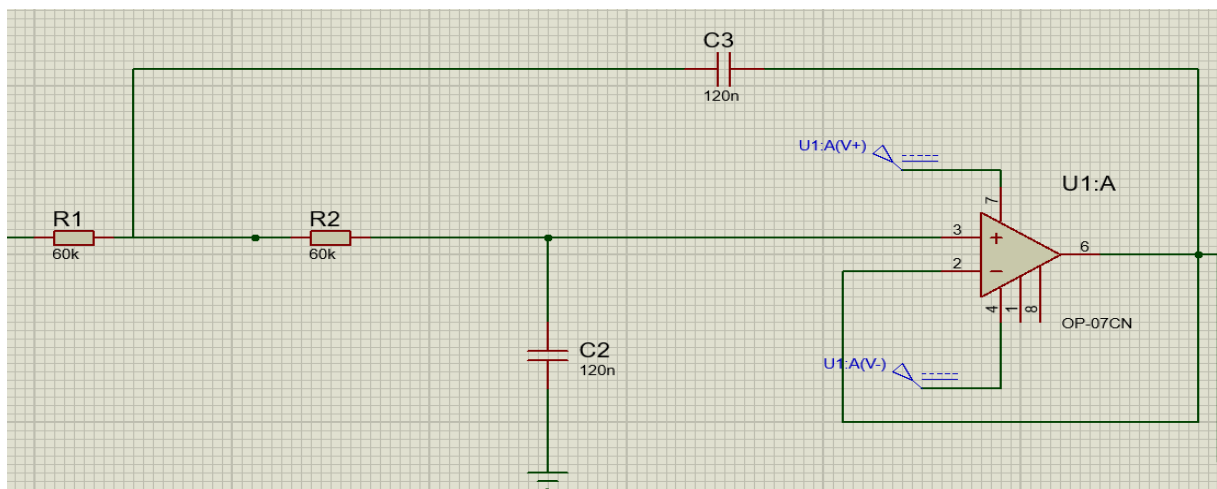 C3
120n
U1:A(V+)
U1:A
7
R1
60k
R2
60k
3
+
2
−
6
4
1
8
OP-07CN
C2
120n
U1:A(V-)